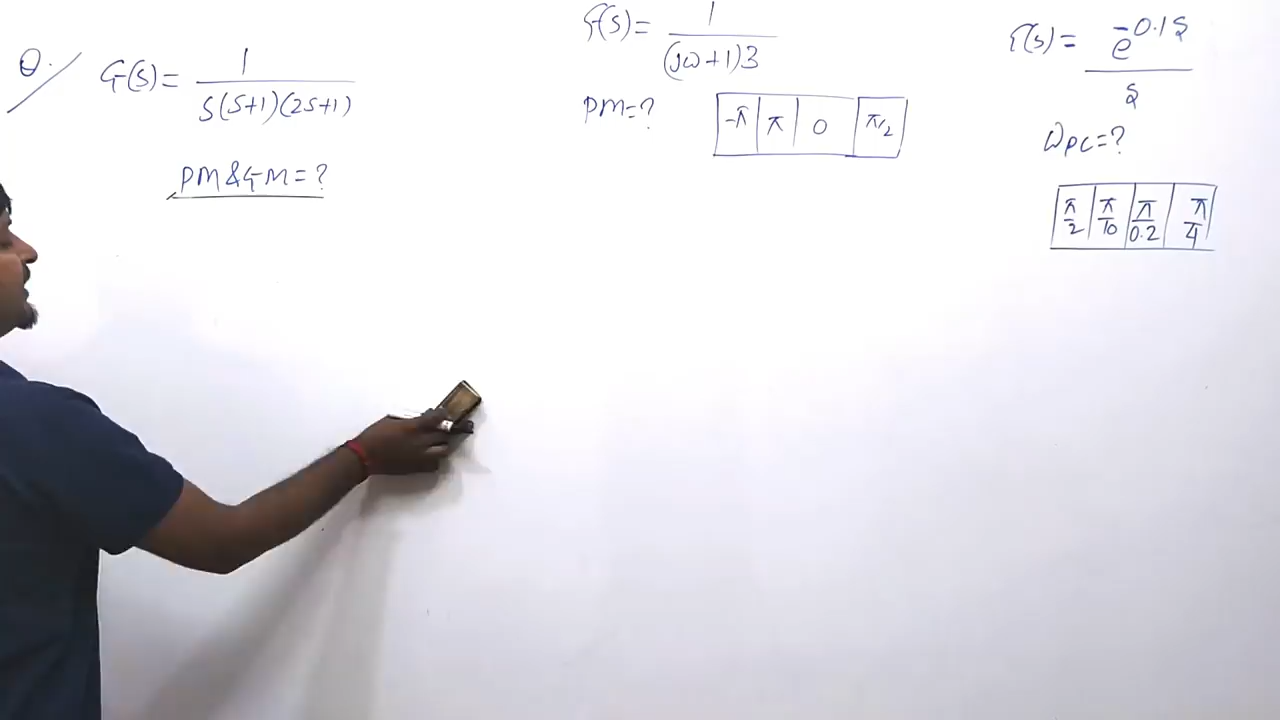 Q. G(s) = 1 / S(S+1)(2S+1)
PM & GM = ?
G(s) = 1 / (jω+1)3
PM = ?
-π | π | 0 | π/2
G(s) = e^-0.1s / s
ωpc = ?
π/2 | π/10 | π/0.2 | π/4